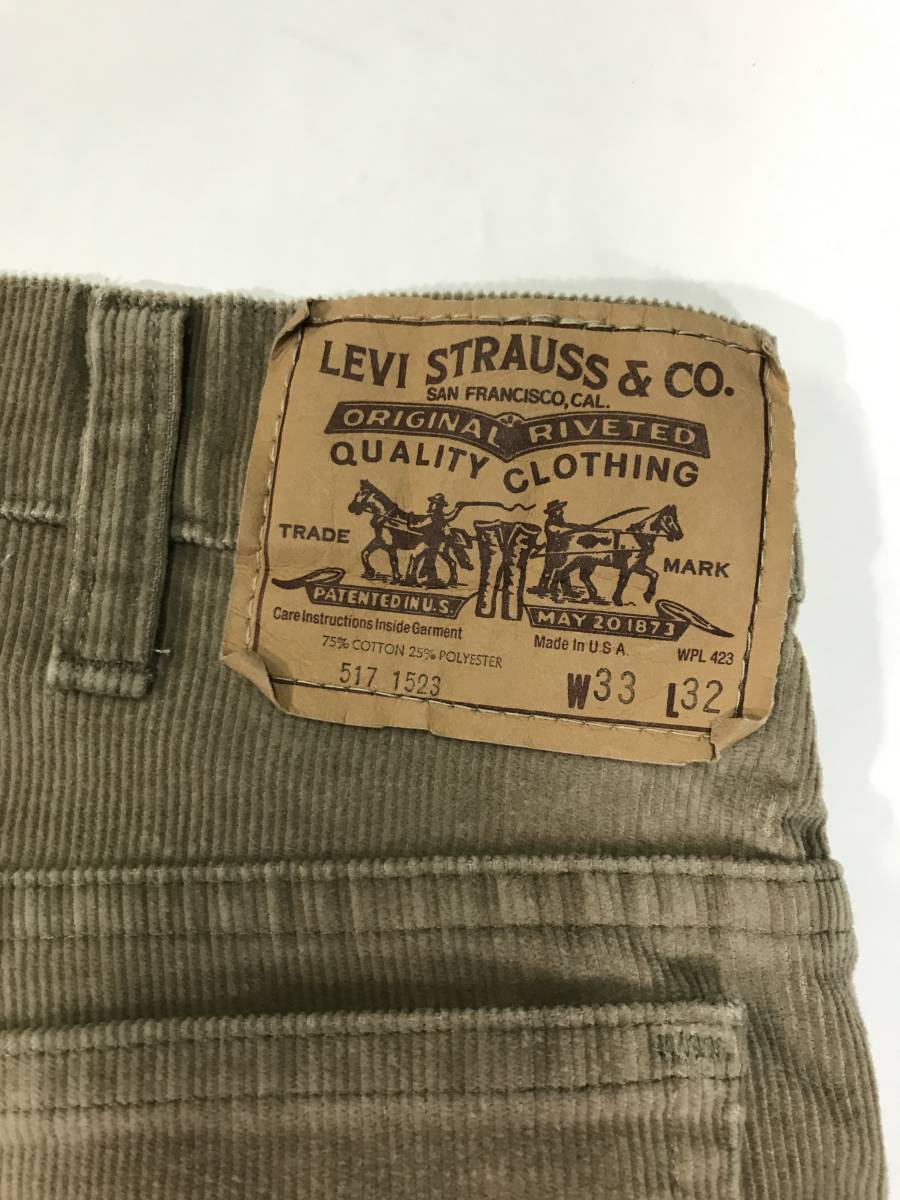 LEVI STRAUSS & CO.
SAN FRANCISCO, CAL.
ORIGINAL RIVETED
QUALITY CLOTHING
TRADE MARK
PATENTED IN U.S. MAY 20 1873
Care Instructions Inside Garment Made In U.S.A. WPL 423
75% COTTON 25% POLYESTER
517 1523 W33 L32